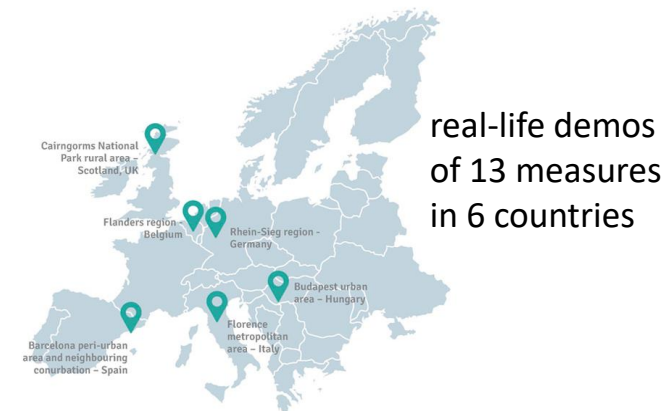 Cairngorms National
Park rural area –
Scotland, UK
Flanders region -
Belgium
Rhein-Sieg region -
Germany
Budapest urban
area – Hungary
Florence
metropolitan
area – Italy
Barcelona peri-urban
area and neighbouring
conurbation – Spain
real-life demos
of 13 measures
in 6 countries